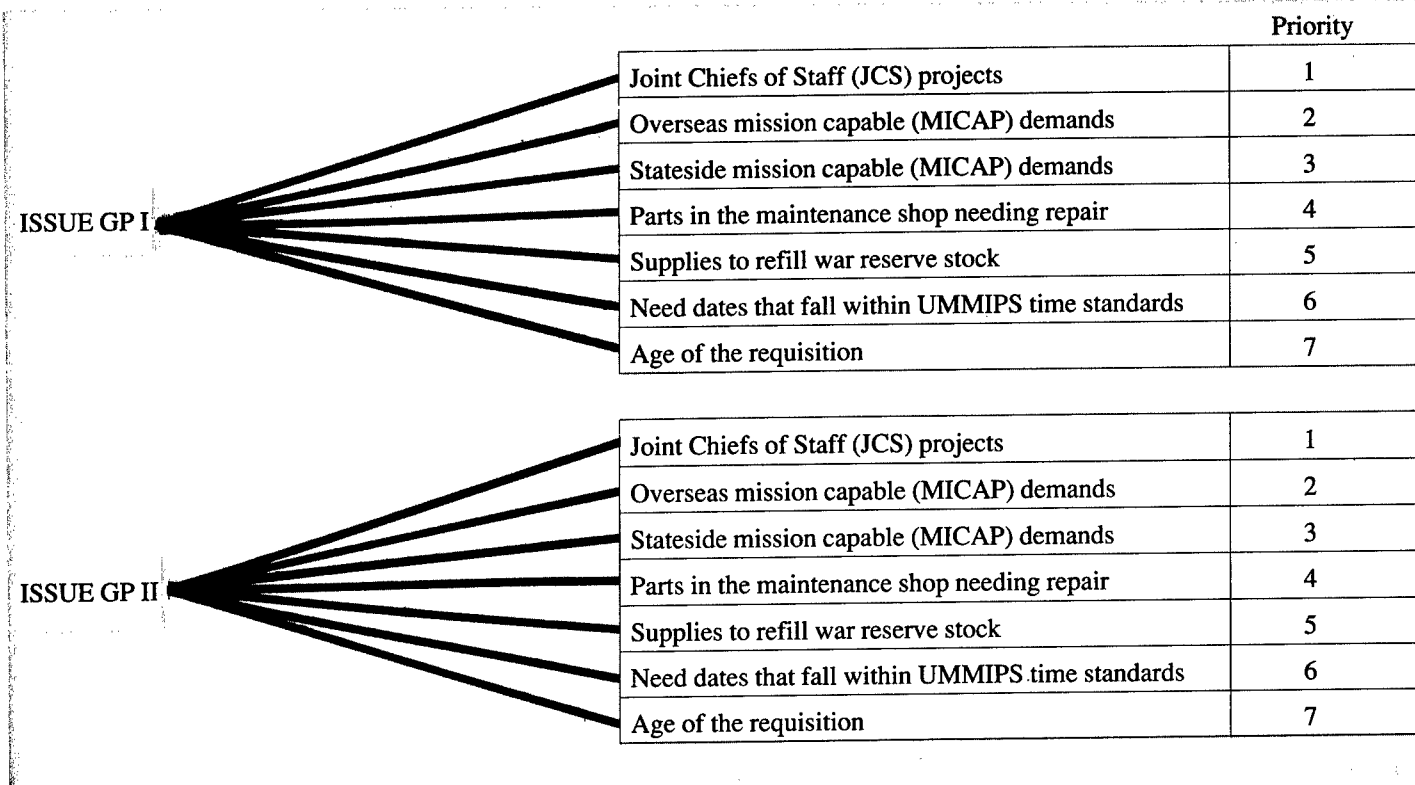 Priority
Joint Chiefs of Staff (JCS) projects 1
Overseas mission capable (MICAP) demands 2
Stateside mission capable (MICAP) demands 3
ISSUE GP I Parts in the maintenance shop needing repair 4
Supplies to refill war reserve stock 5
Need dates that fall within UMMIPS time standards 6
Age of the requisition 7
Joint Chiefs of Staff (JCS) projects 1
Overseas mission capable (MICAP) demands 2
Stateside mission capable (MICAP) demands 3
ISSUE GP II Parts in the maintenance shop needing repair 4
Supplies to refill war reserve stock 5
Need dates that fall within UMMIPS time standards 6
Age of the requisition 7